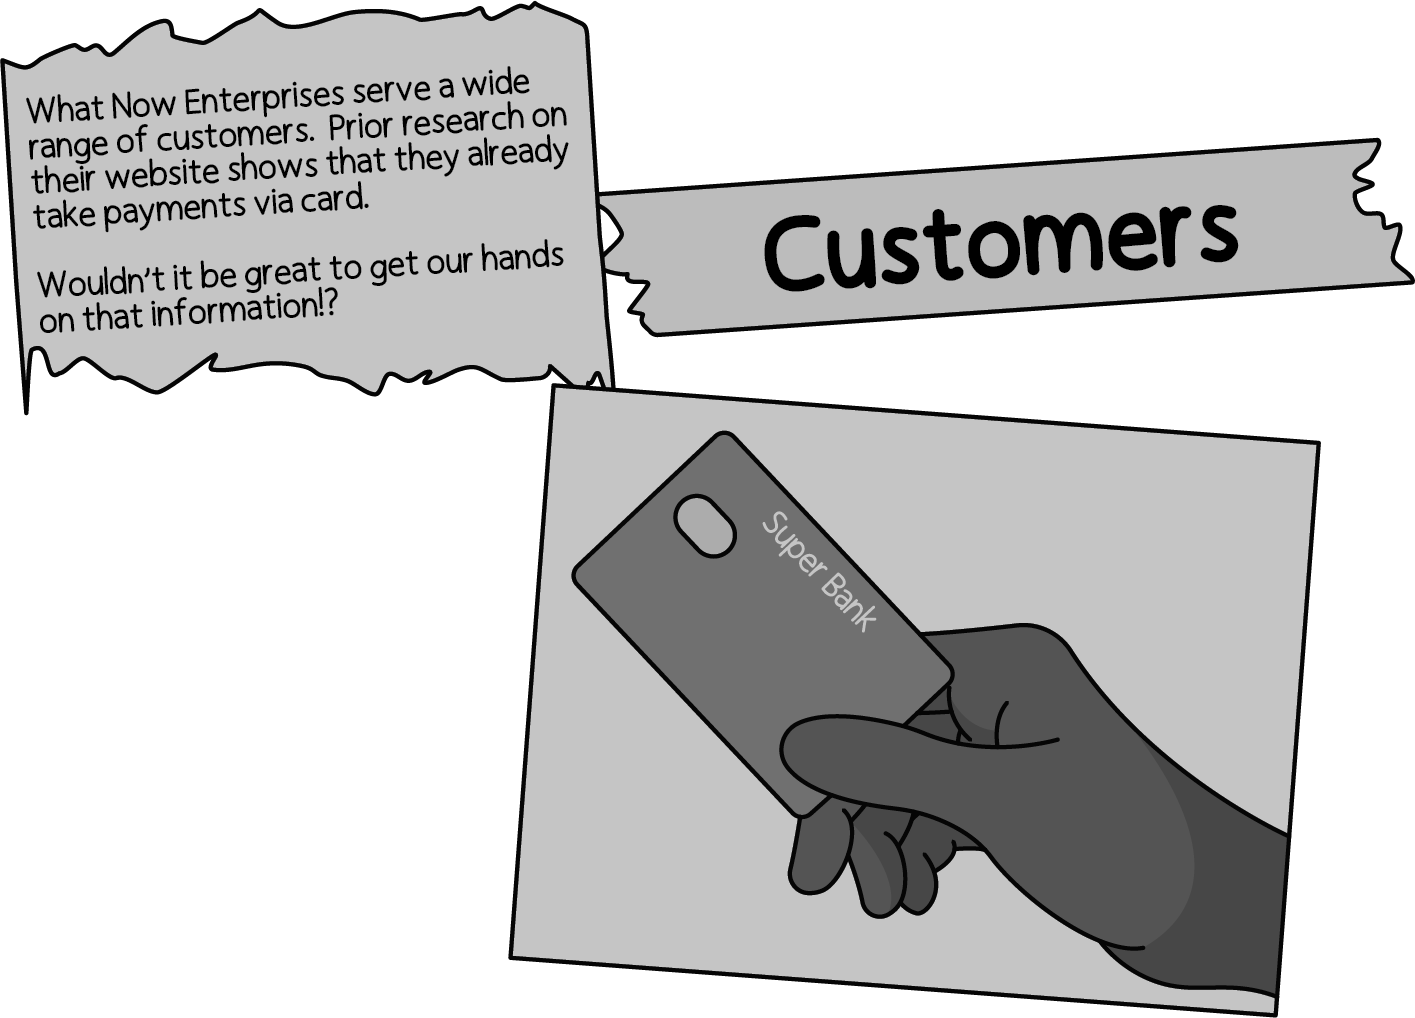 What Now Enterprises serve a wide
range of customers. Prior research on
their website shows that they already
take payments via card.
Wouldn't it be great to get our hands
on that information!?
Customers
Super Bank